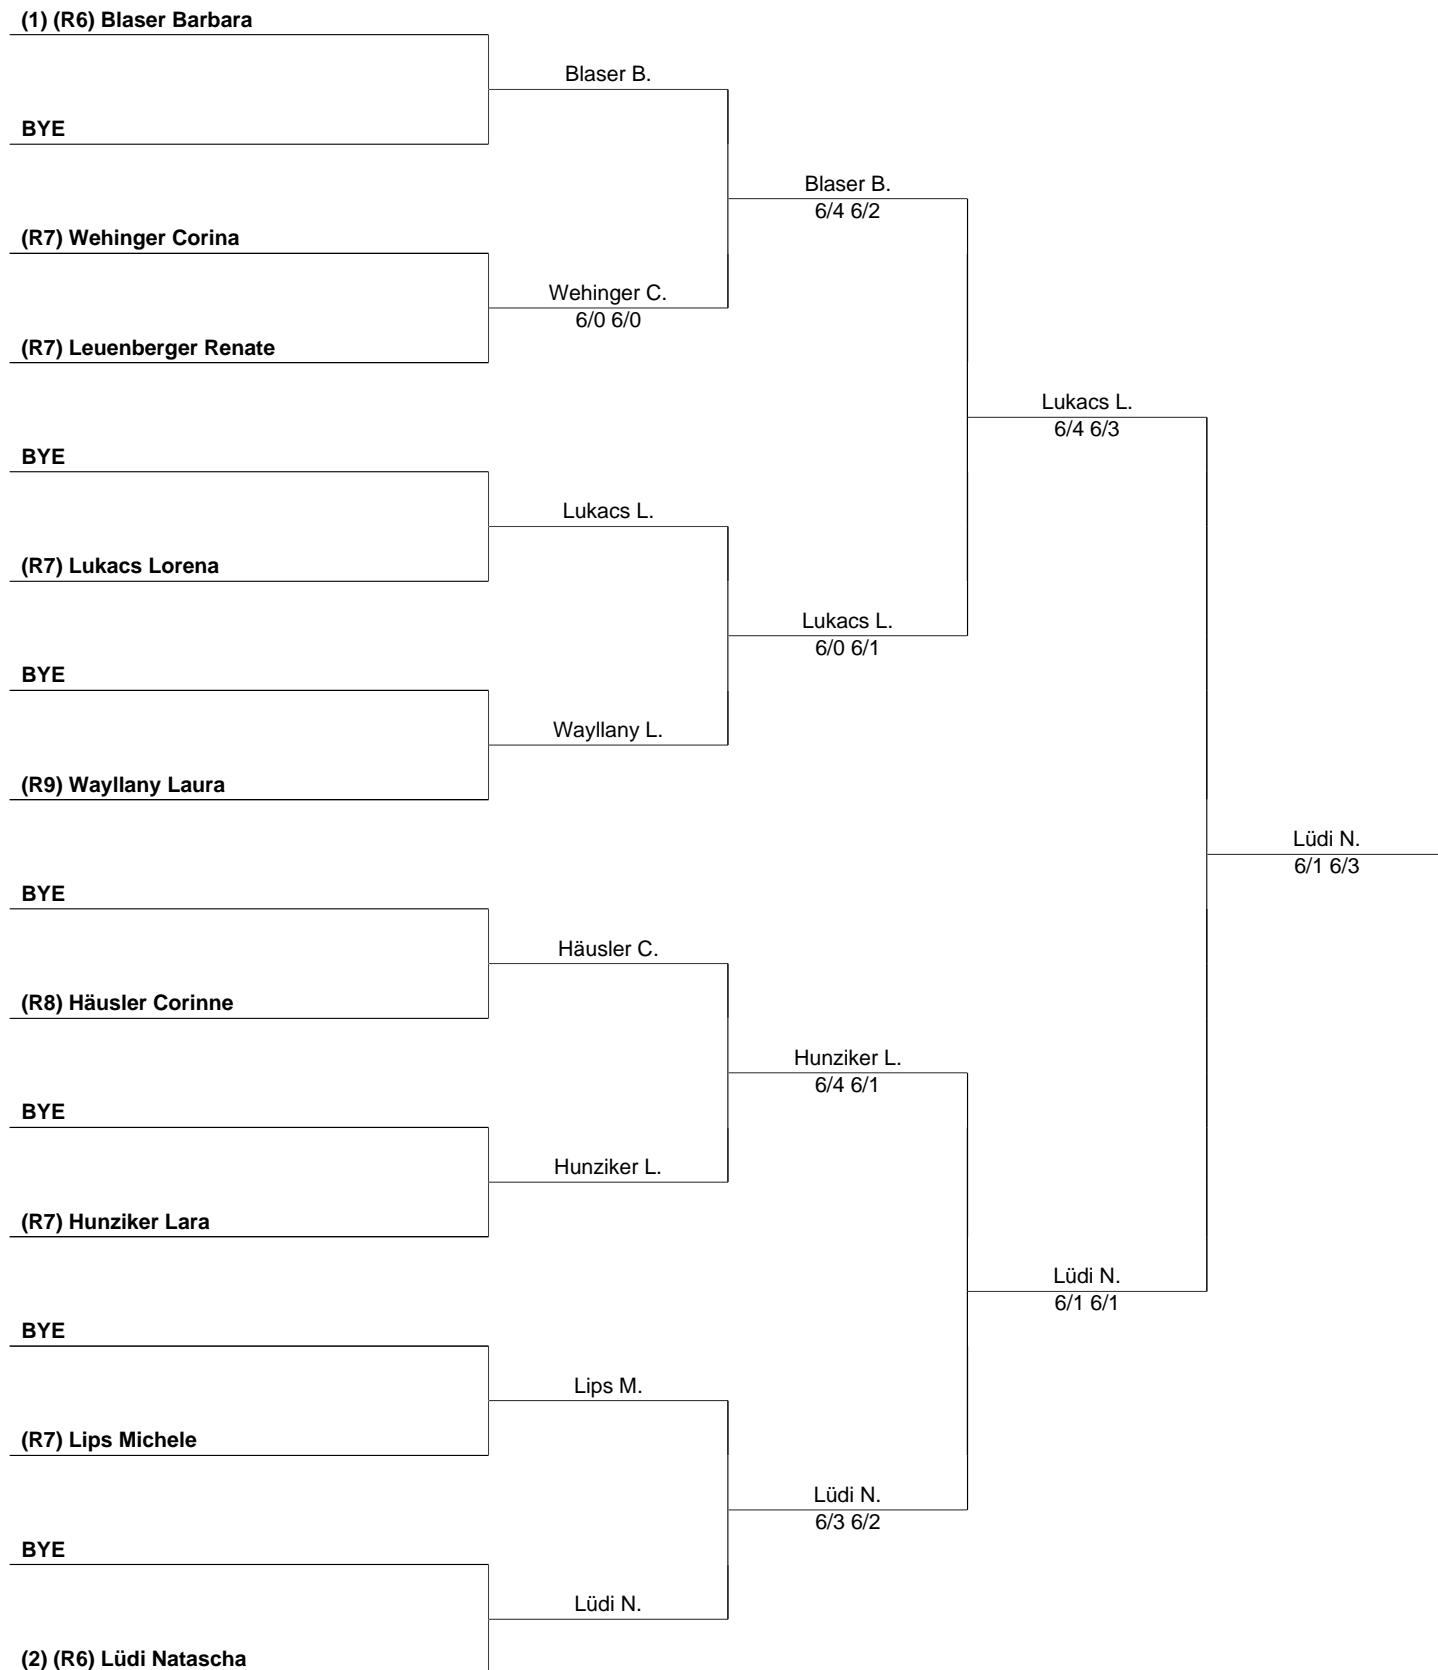 (1) (R6) Blaser Barbara
Blaser B.
BYE
Blaser B.
6/4 6/2
(R7) Wehinger Corina
Wehinger C.
6/0 6/0
(R7) Leuenberger Renate
Lukacs L.
6/4 6/3
BYE
Lukacs L.
(R7) Lukacs Lorena
Lukacs L.
6/0 6/1
BYE
Wayllany L.
(R9) Wayllany Laura
Lüdi N.
6/1 6/3
BYE
Häusler C.
(R8) Häusler Corinne
Hunziker L.
6/4 6/1
BYE
Hunziker L.
(R7) Hunziker Lara
Lüdi N.
6/1 6/1
BYE
Lips M.
(R7) Lips Michele
Lüdi N.
6/3 6/2
BYE
Lüdi N.
(2) (R6) Lüdi Natascha